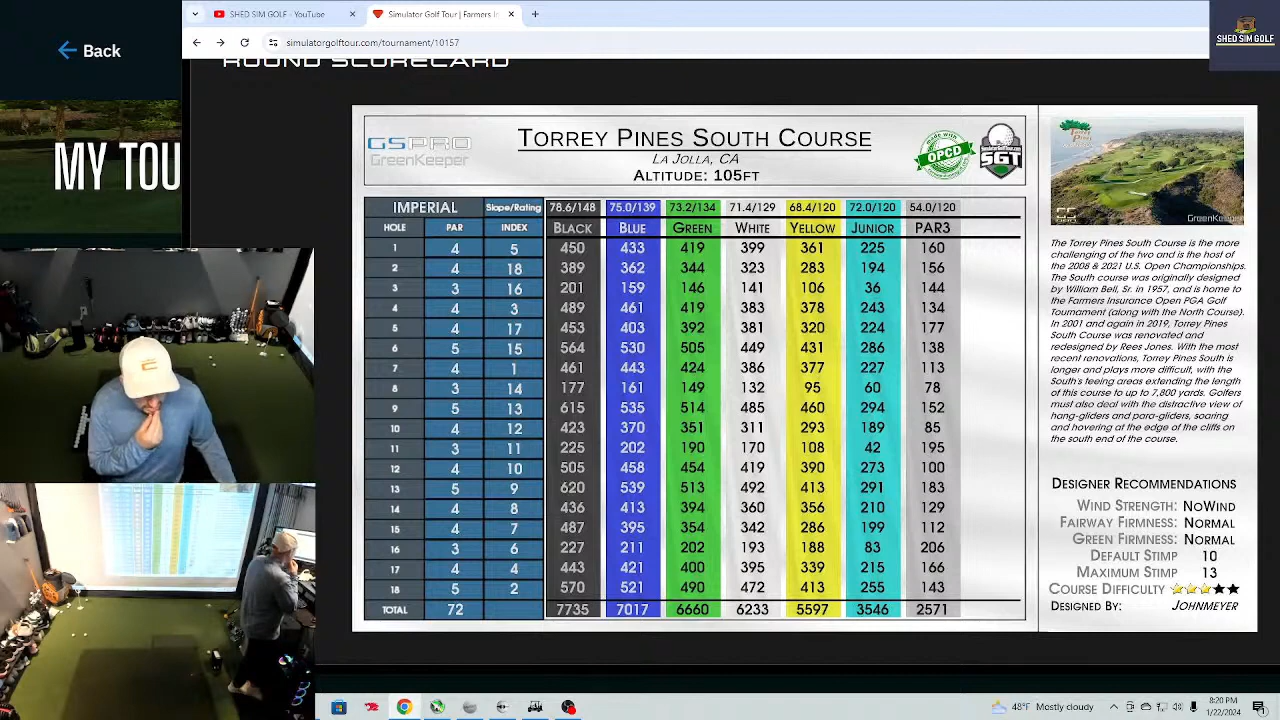 SHED SIM GOLF - YouTube
Simulator Golf Tour | Farmers Is
Back
simulatorgolftour.com/tournament/10157
SHED SIM GOLF
ROUND SCORECARD
MY TOU
GSPRO
GreenKeeper
TORREY PINES SOUTH COURSE
LA JOLLA, CA
ALTITUDE: 105FT
made with
OPCD
SGT
IMPERIAL Slope/Rating 78.6/148 75.0/139 73.2/134 71.4/129 68.4/120 72.0/120 54.0/120
HOLE PAR INDEX BLACK BLUE GREEN WHITE YELLOW JUNIOR PAR3
1 4 5 450 433 419 399 361 225 160
2 4 18 389 362 344 323 283 194 156
3 3 16 201 159 146 141 106 36 144
4 4 3 489 461 419 383 378 243 134
5 4 17 453 403 392 381 320 224 177
6 5 15 564 530 505 449 431 286 138
7 4 1 461 443 424 386 377 227 113
8 3 14 177 161 149 132 95 60 78
9 5 13 615 535 514 485 460 294 152
10 4 12 423 370 351 311 293 189 85
11 3 11 225 202 190 170 108 42 195
12 4 10 505 458 454 419 390 273 100
13 5 9 620 539 513 492 413 291 183
14 4 8 436 413 394 360 356 210 129
15 4 7 487 395 354 342 286 199 112
16 3 6 227 211 202 193 188 83 206
17 4 4 443 421 400 395 339 215 166
18 5 2 570 521 490 472 413 255 143
TOTAL 72 7735 7017 6660 6233 5597 3546 2571
GreenKeeper
The Torrey Pines South Course is the more
challenging of the two and is the host of
the 2008 & 2021 U.S. Open Championships.
The South course was originally designed
by William Bell, Sr. in 1957, and is home to
the Farmers Insurance Open PGA Golf
Tournament (along with the North Course).
In 2001 and again in 2019, Torrey Pines
South Course was renovated and
redesigned by Rees Jones. With the most
recent renovations, Torrey Pines South is
longer and plays more difficult, with the
South's teeing areas extending the length
of this course to up to 7,800 yards. Golfers
must also deal with the distractive view of
hang-gliders and para-gliders, soaring
and hovering at the edge of the cliffs on
the south end of the course.
DESIGNER RECOMMENDATIONS
WIND STRENGTH: NOWIND
FAIRWAY FIRMNESS: NORMAL
GREEN FIRMNESS: NORMAL
DEFAULT STIMP 10
MAXIMUM STIMP 13
COURSE DIFFICULTY
DESIGNED BY: JOHNMEYER
48°F Mostly cloudy
8:20 PM
1/22/2024